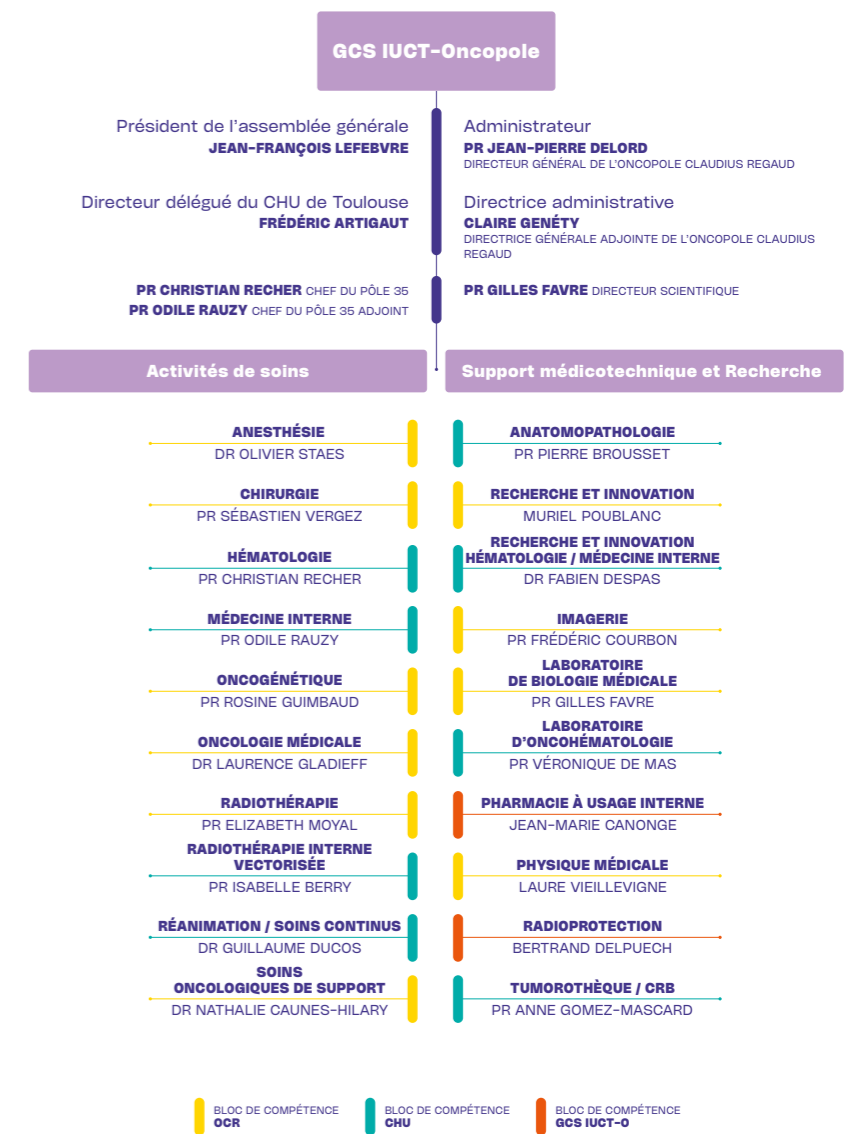 GCS IUCT-Oncopole
Président de l'assemblée générale
JEAN-FRANÇOIS LEFEBVRE
Administrateur
PR JEAN-PIERRE DELORD
DIRECTEUR GÉNÉRAL DE L'ONCOPOLE CLAUDIUS REGAUD
Directeur délégué du CHU de Toulouse
FRÉDÉRIC ARTIGAUT
Directrice administrative
CLAIRE GENÉTY
DIRECTRICE GÉNÉRALE ADJOINTE DE L'ONCOPOLE CLAUDIUS
REGAUD
PR CHRISTIAN RECHER CHEF DU PÔLE 35
PR ODILE RAUZY CHEF DU PÔLE 35 ADJOINT
PR GILLES FAVRE DIRECTEUR SCIENTIFIQUE
Activités de soins
ANESTHÉSIE
DR OLIVIER STAES
CHIRURGIE
PR SÉBASTIEN VERGEZ
HÉMATOLOGIE
PR CHRISTIAN RECHER
MÉDECINE INTERNE
PR ODILE RAUZY
ONCOGÉNÉTIQUE
PR ROSINE GUIMBAUD
ONCOLOGIE MÉDICALE
DR LAURENCE GLADIEFF
RADIOTHÉRAPIE
PR ELIZABETH MOYAL
RADIOTHÉRAPIE INTERNE
VECTORISÉE
PR ISABELLE BERRY
RÉANIMATION / SOINS CONTINUS
DR GUILLAUME DUCOS
SOINS
ONCOLOGIQUES DE SUPPORT
DR NATHALIE CAUNES-HILARY
Support médicotechnique et Recherche
ANATOMOPATHOLOGIE
PR PIERRE BROUSSET
RECHERCHE ET INNOVATION
MURIEL POUBLANC
RECHERCHE ET INNOVATION
HÉMATOLOGIE / MÉDECINE INTERNE
DR FABIEN DESPAS
IMAGERIE
PR FRÉDÉRIC COURBON
LABORATOIRE
DE BIOLOGIE MÉDICALE
PR GILLES FAVRE
LABORATOIRE
D'ONCOHÉMATOLOGIE
PR VÉRONIQUE DE MAS
PHARMACIE À USAGE INTERNE
JEAN-MARIE CANONGE
PHYSIQUE MÉDICALE
LAURE VIEILLEVIGNE
RADIOPROTECTION
BERTRAND DELPUECH
TUMOROTHÈQUE / CRB
PR ANNE GOMEZ-MASCARD
BLOC DE COMPÉTENCE
OCR
BLOC DE COMPÉTENCE
CHU
BLOC DE COMPÉTENCE
GCS IUCT-O